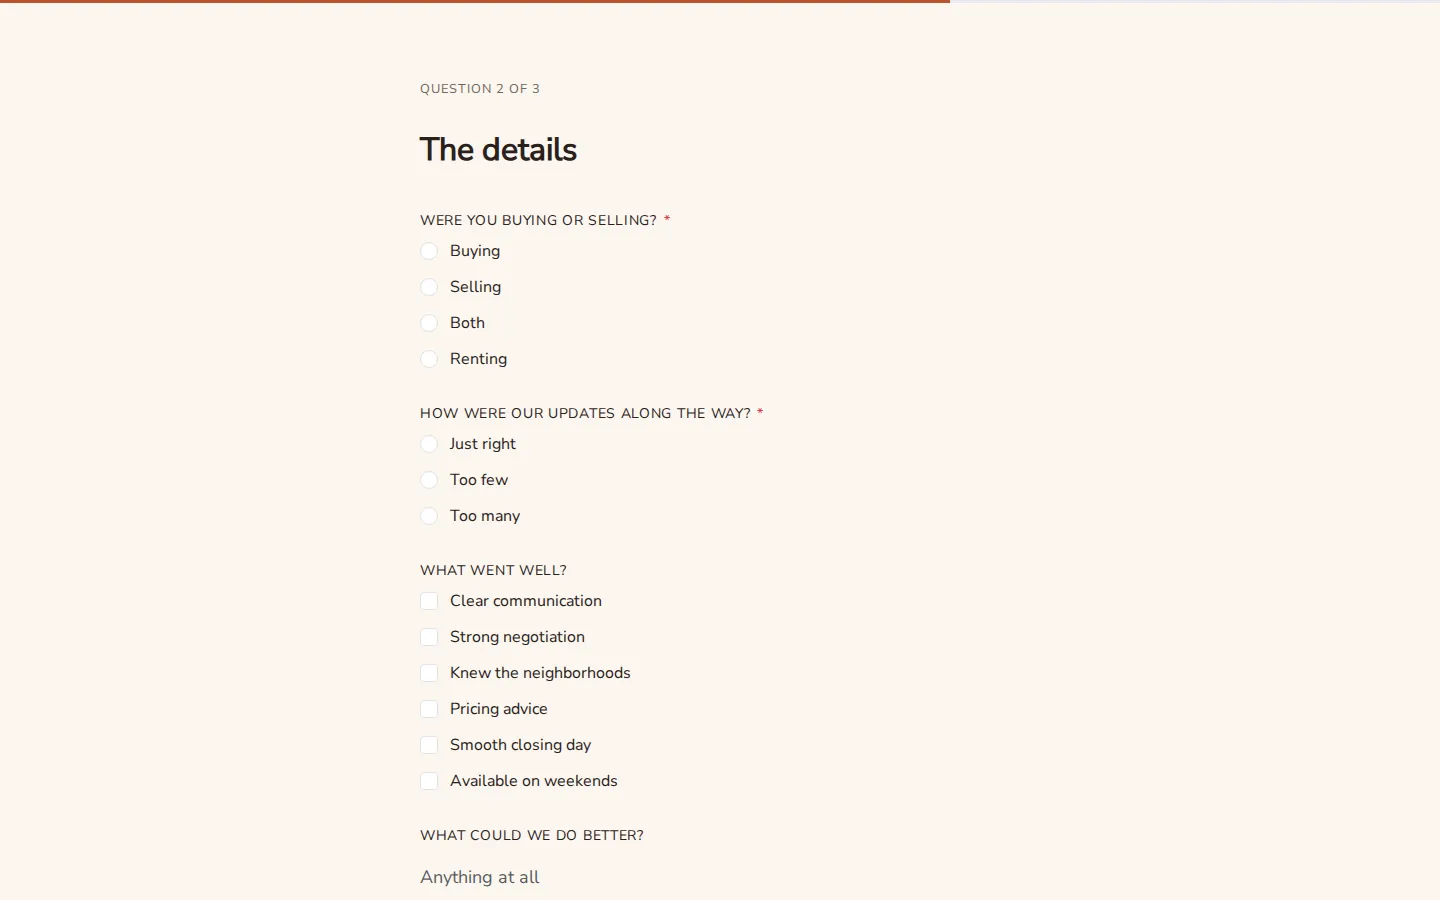 QUESTION 2 OF 3
The details
WERE YOU BUYING OR SELLING? *
Buying
Selling
Both
Renting
HOW WERE OUR UPDATES ALONG THE WAY? *
Just right
Too few
Too many
WHAT WENT WELL?
Clear communication
Strong negotiation
Knew the neighborhoods
Pricing advice
Smooth closing day
Available on weekends
WHAT COULD WE DO BETTER?
Anything at all